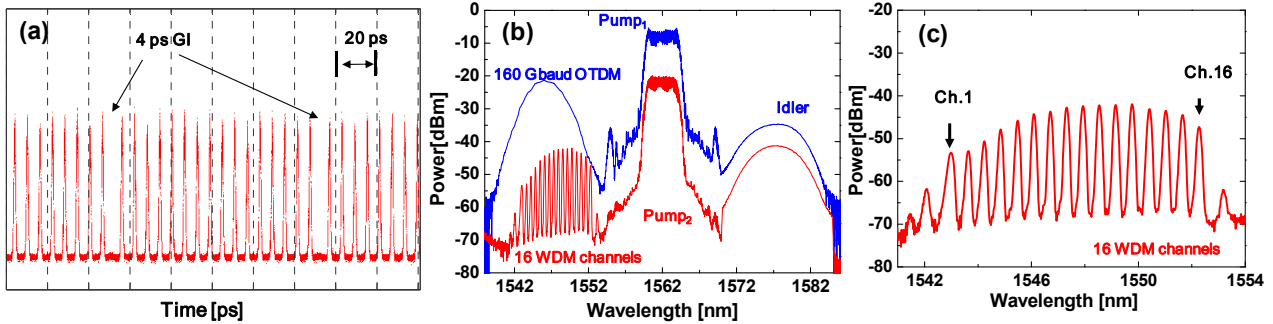 (a)
4 ps GI
20 ps
Time [ps]
(b)
Pump1
160 Gbaud OTDM
Idler
Pump2
16 WDM channels
Power[dBm]
0
-10
-20
-30
-40
-50
-60
-70
-80
1542
1552
1562
1572
1582
Wavelength [nm]
(c)
Ch.1
Ch.16
16 WDM channels
Power[dBm]
-20
-30
-40
-50
-60
-70
-80
1542
1546
1550
1554
Wavelength [nm]